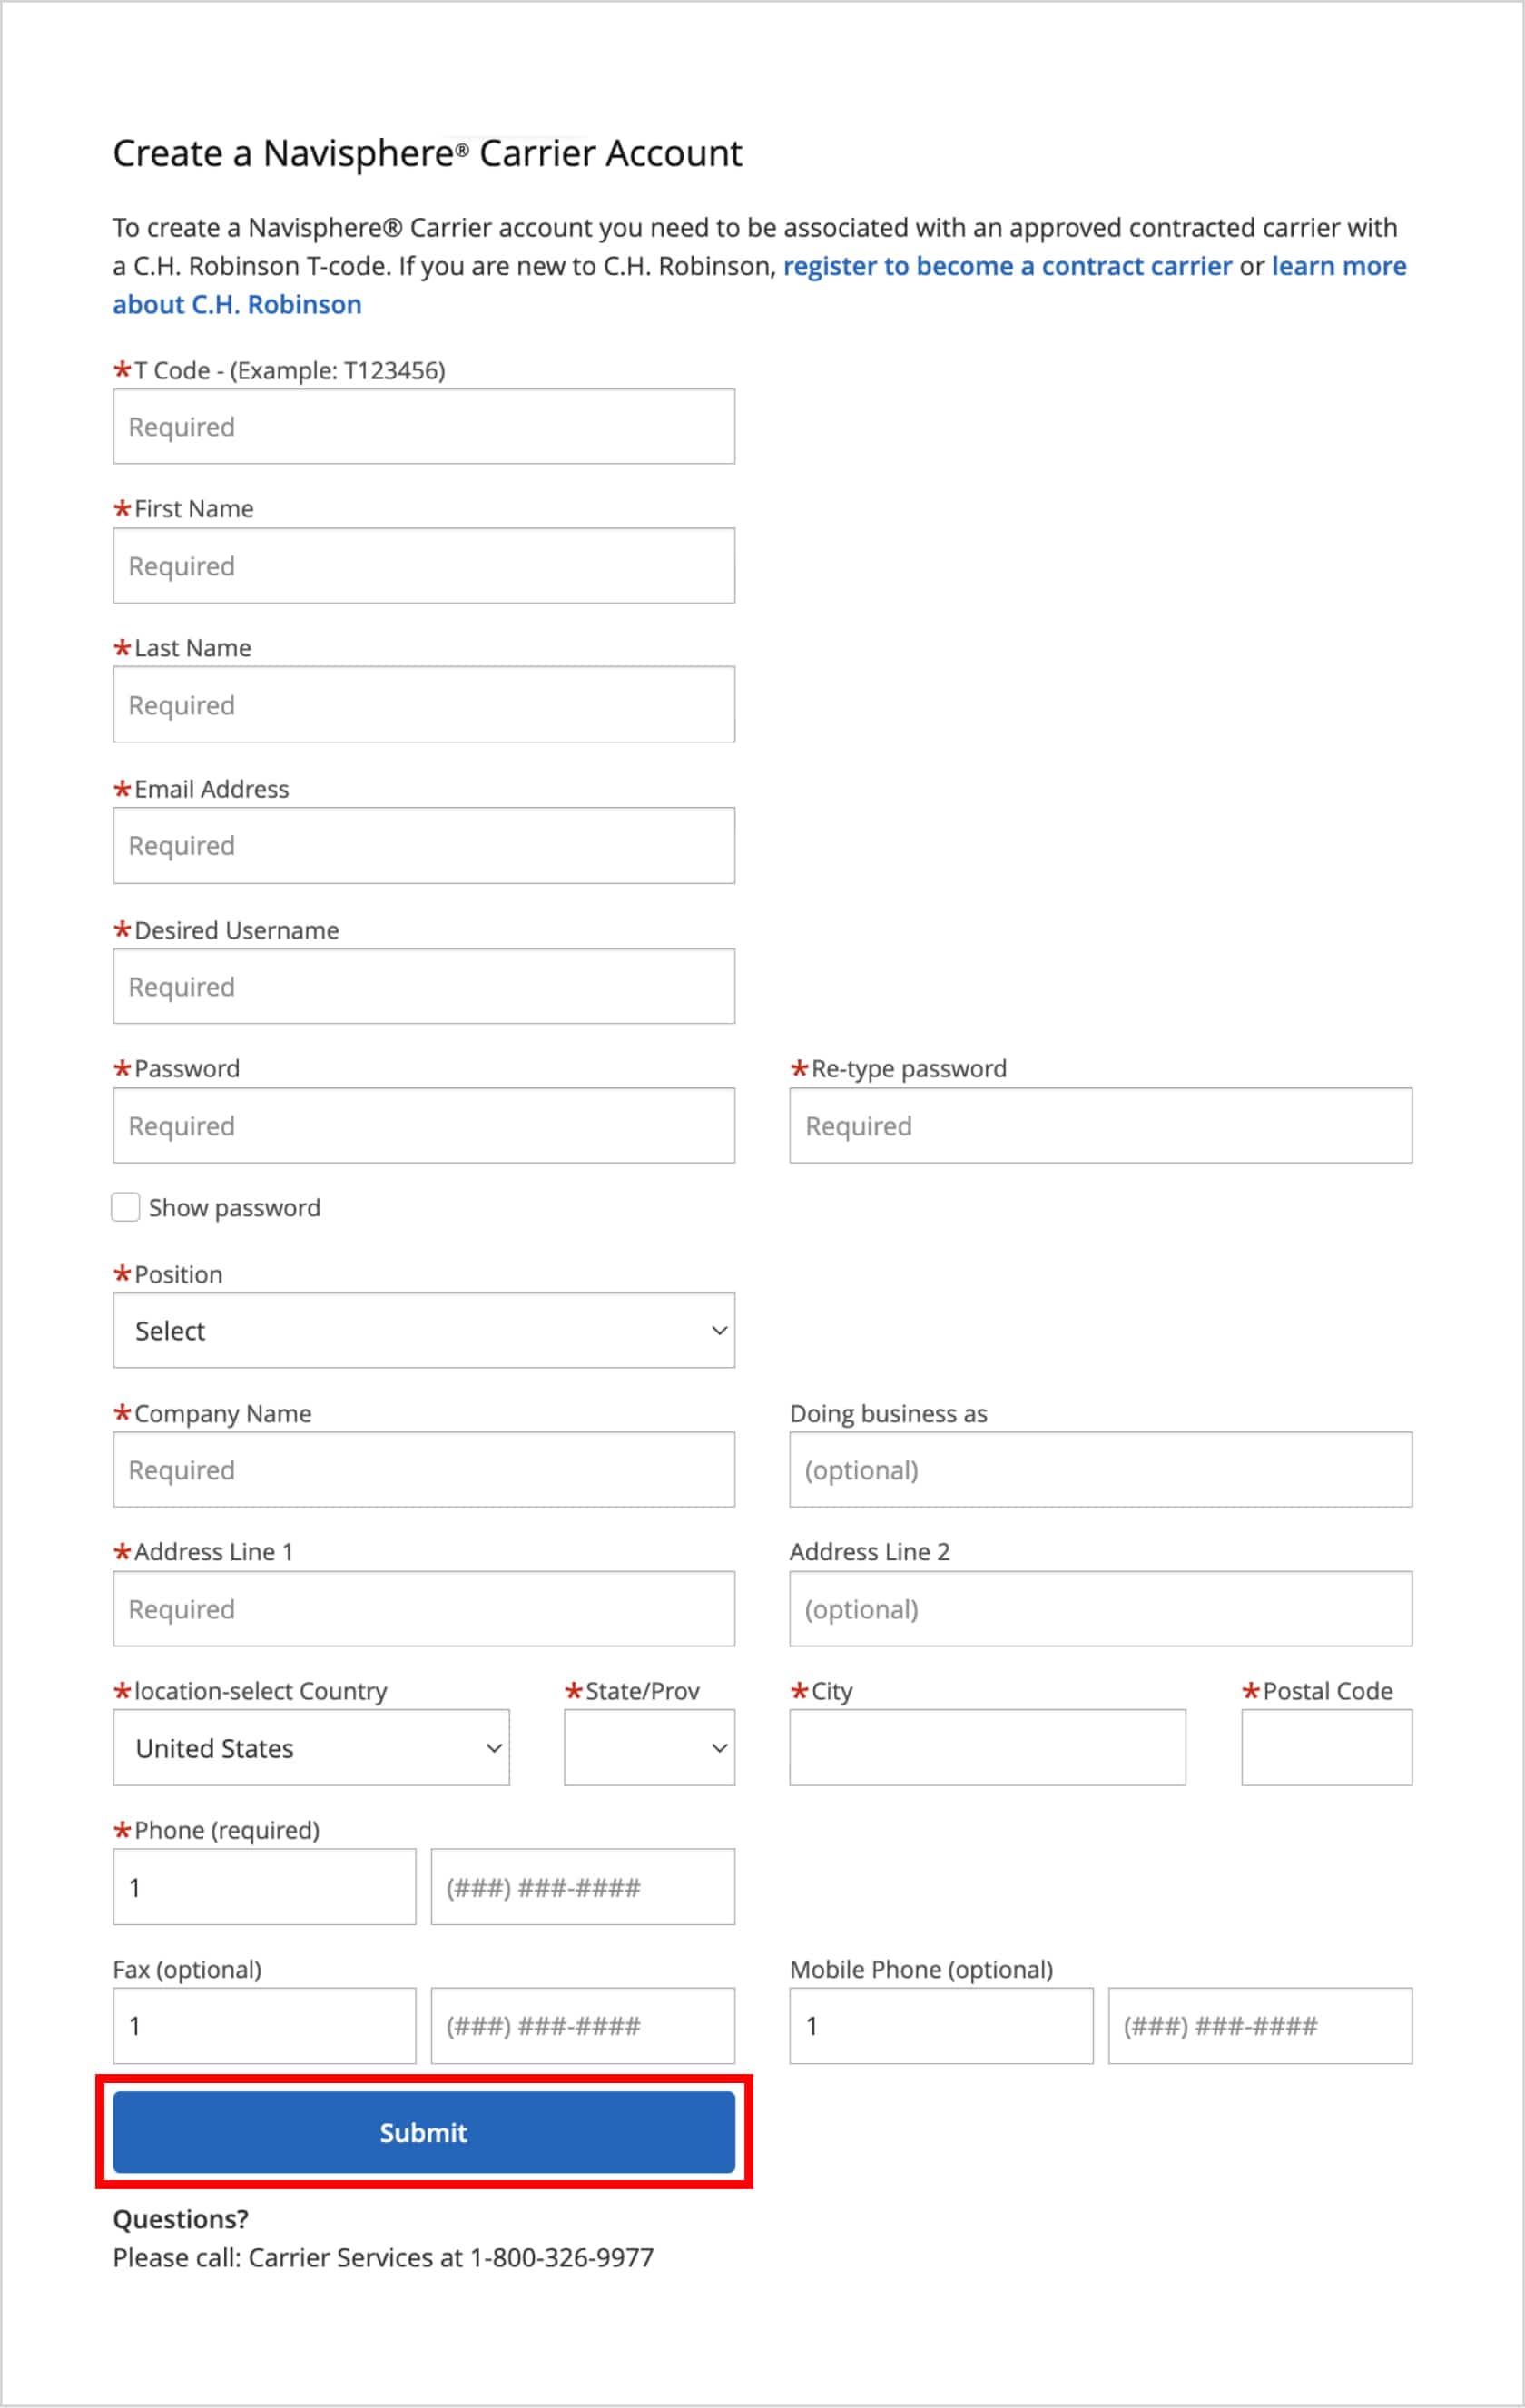 Create a Navisphere® Carrier Account
To create a Navisphere® Carrier account you need to be associated with an approved contracted carrier with
a C.H. Robinson T-code. If you are new to C.H. Robinson, register to become a contract carrier or learn more
about C.H. Robinson
*T Code - (Example: T123456)
Required
*First Name
Required
*Last Name
Required
*Email Address
Required
*Desired Username
Required
*Password *Re-type password
Required Required
Show password
*Position
Select
*Company Name Doing business as
Required (optional)
*Address Line 1 Address Line 2
Required (optional)
*location-select Country *State/Prov *City *Postal Code
United States
*Phone (required)
1 (###) ###-####
Fax (optional) Mobile Phone (optional)
1 (###) ###-#### 1 (###) ###-####
Submit
Questions?
Please call: Carrier Services at 1-800-326-9977